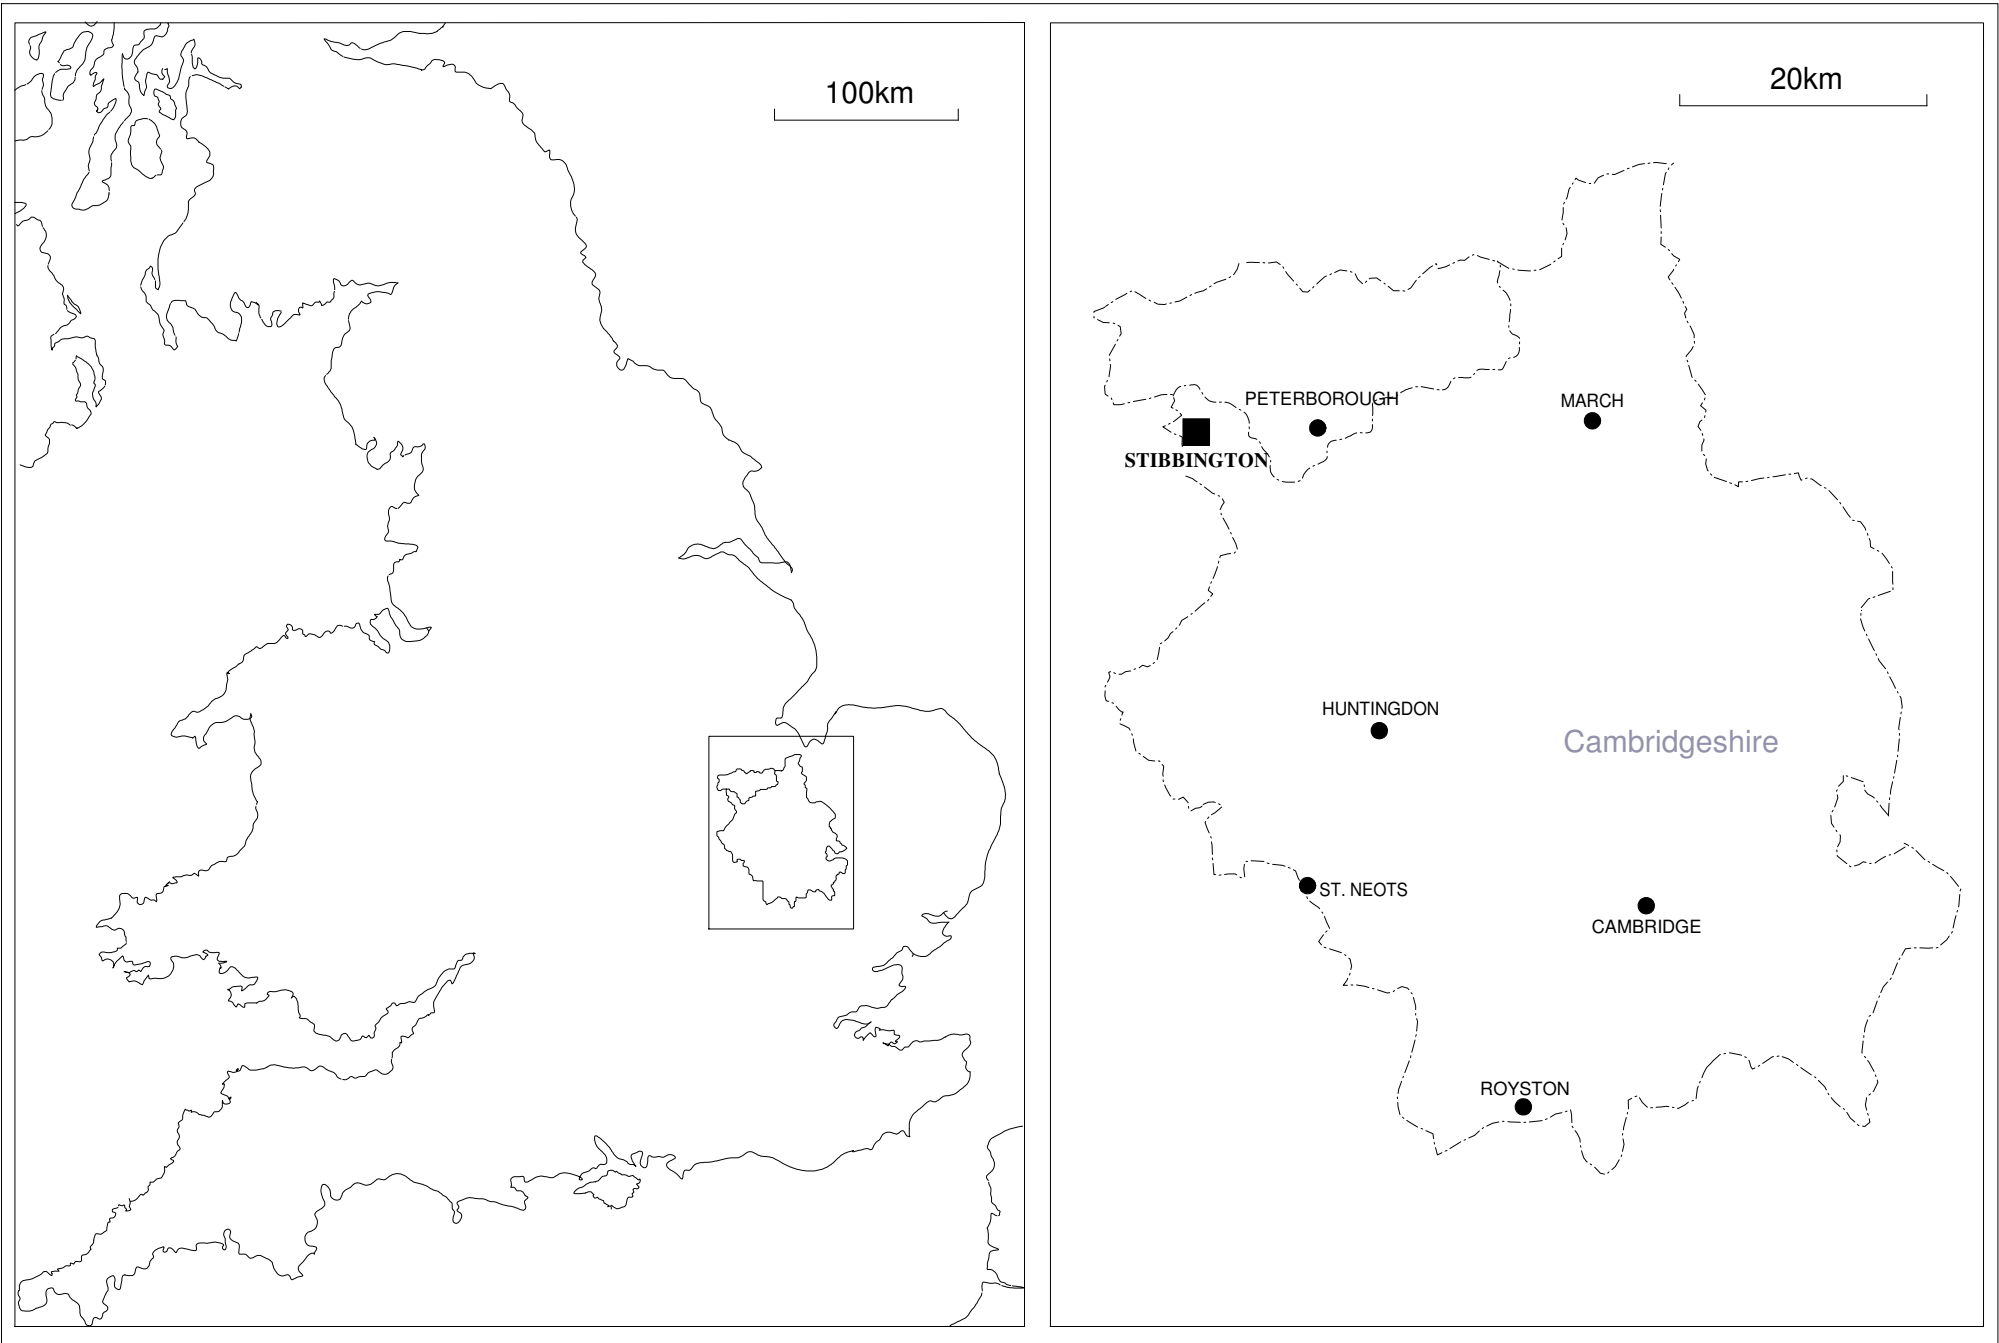 100km
20km
PETERBOROUGH
MARCH
STIBBINGTON
HUNTINGDON
Cambridgeshire
ST. NEOTS
CAMBRIDGE
ROYSTON